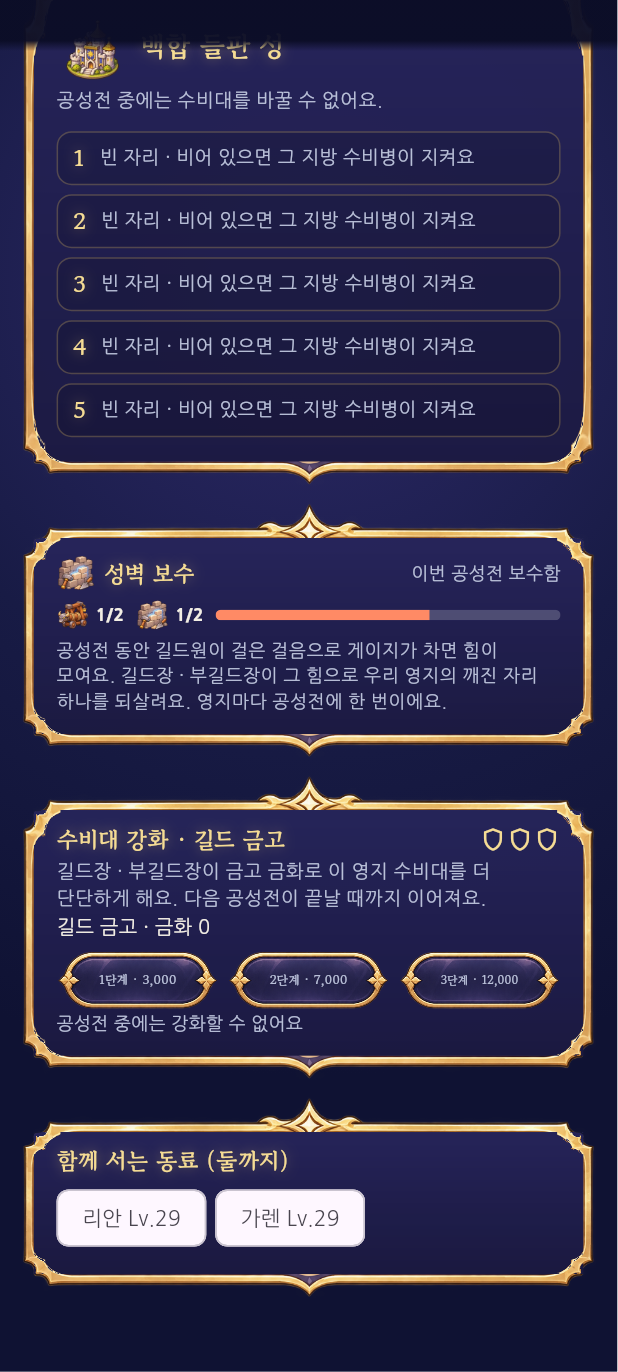 백합 들판 성
공성전 중에는 수비대를 바꿀 수 없어요.
1 빈 자리 · 비어 있으면 그 지방 수비병이 지켜요
2 빈 자리 · 비어 있으면 그 지방 수비병이 지켜요
3 빈 자리 · 비어 있으면 그 지방 수비병이 지켜요
4 빈 자리 · 비어 있으면 그 지방 수비병이 지켜요
5 빈 자리 · 비어 있으면 그 지방 수비병이 지켜요
성벽 보수 이번 공성전 보수함
1/2 1/2
공성전 동안 길드원이 걸은 걸음으로 게이지가 차면 힘이
모여요. 길드장 · 부길드장이 그 힘으로 우리 영지의 깨진 자리
하나를 되살려요. 영지마다 공성전에 한 번이에요.
수비대 강화 · 길드 금고
길드장 · 부길드장이 금고 금화로 이 영지 수비대를 더
단단하게 해요. 다음 공성전이 끝날 때까지 이어져요.
길드 금고 · 금화 0
1단계 · 3,000 2단계 · 7,000 3단계 · 12,000
공성전 중에는 강화할 수 없어요
함께 서는 동료 (둘까지)
리안 Lv.29 가렌 Lv.29